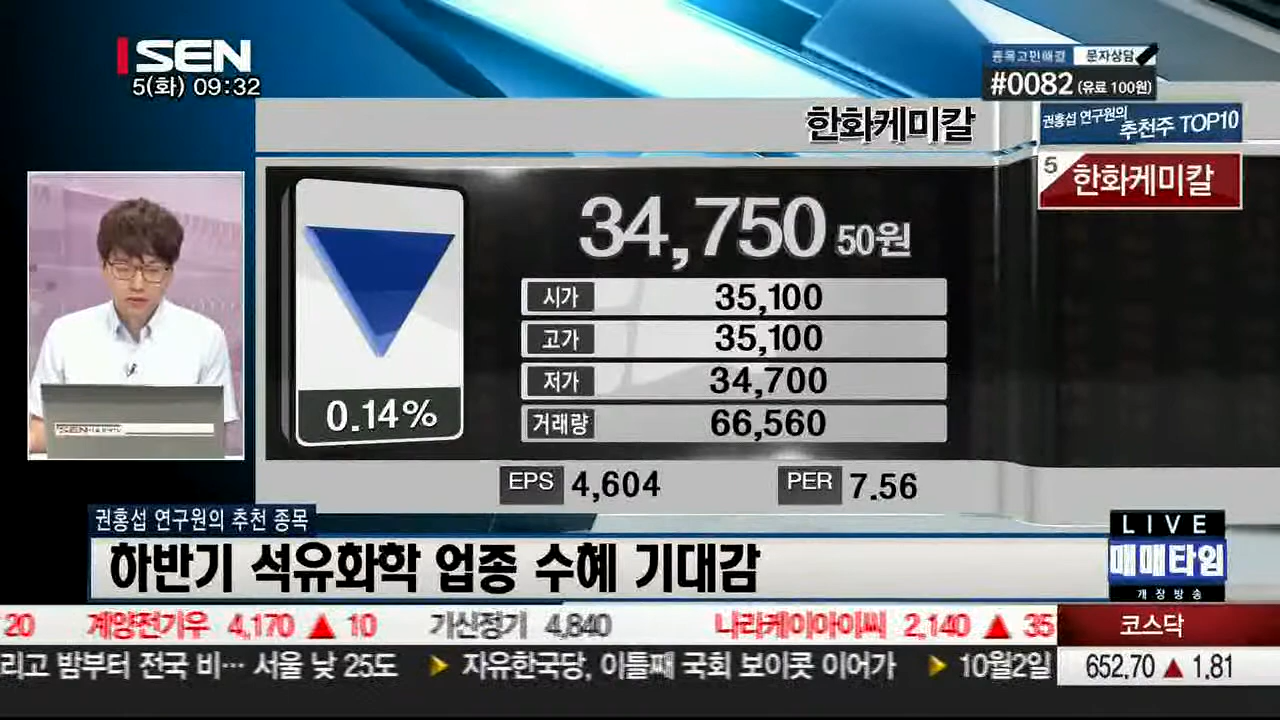 SEN
5(화) 09:32
종목고민해결 문자상담
#0082 (유료 100원)
한화케미칼
권홍섭 연구원의 추천주 TOP10
5 한화케미칼
34,750 50원
0.14%
시가 35,100
고가 35,100
저가 34,700
거래량 66,560
EPS 4,604 PER 7.56
권홍섭 연구원의 추천 종목
하반기 석유화학 업종 수혜 기대감
LIVE
매매타임
개장방송
20 계양전기우 4,170 ▲ 10 가신정기 4,840 나라케이아이씨 2,140 ▲ 35
코스닥
리고 밤부터 전국 비… 서울 낮 25도 자유한국당, 이틀째 국회 보이콧 이어가 10월2일
652.70 ▲ 1.81